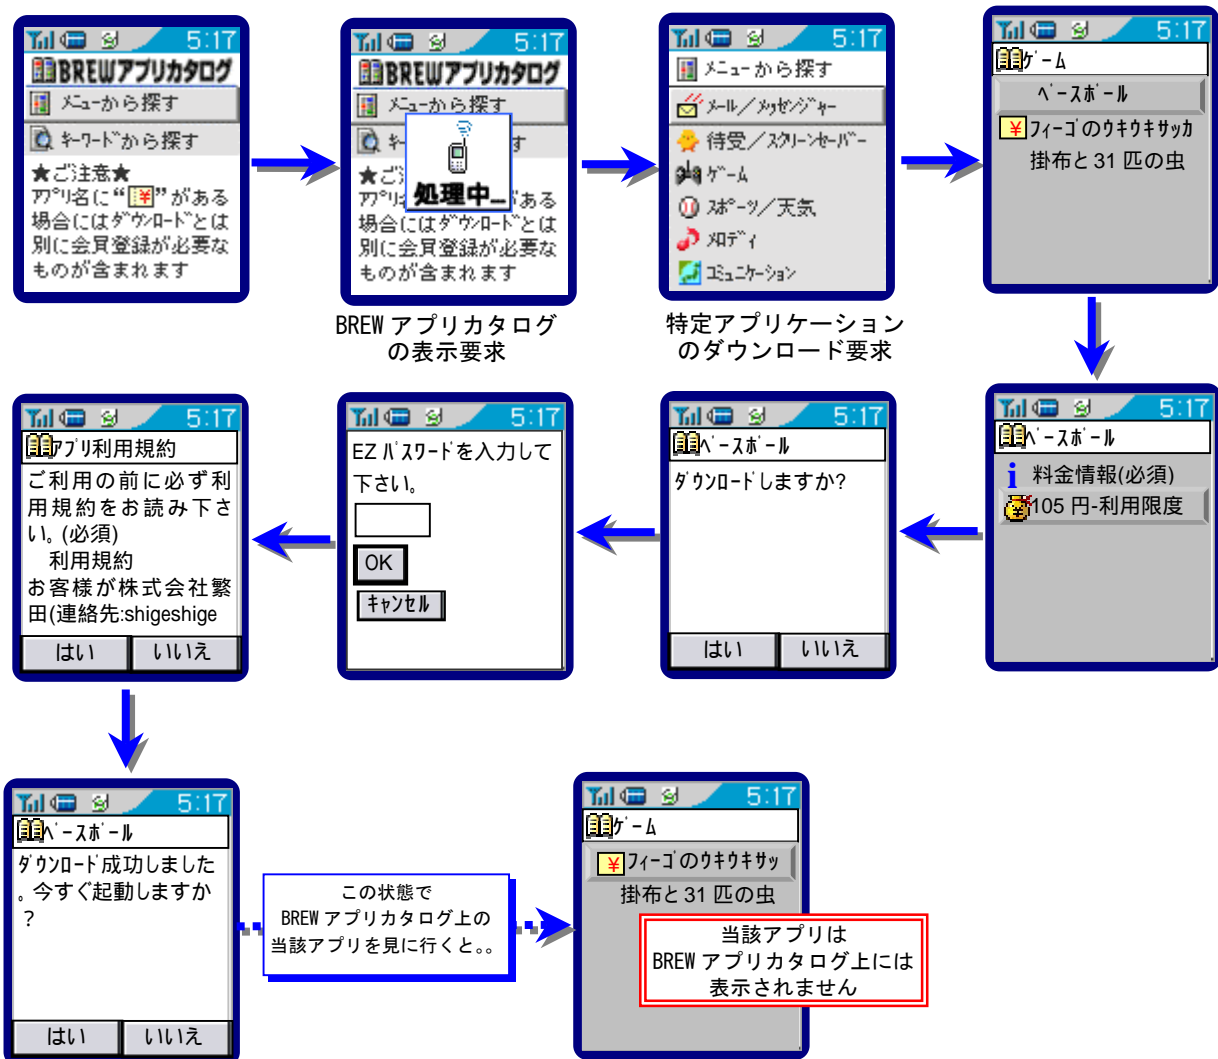 5:17
BREWアプリカタログ
ﾒﾆｭｰから探す
ｷｰﾜｰﾄﾞから探す
★ご注意★
ｱﾌﾟﾘ名に“¥”がある
場合にはﾀﾞｳﾝﾛｰﾄﾞとは
別に会員登録が必要な
ものが含まれます
5:17
BREWアプリカタログ
ﾒﾆｭｰから探す
処理中…
場合にはﾀﾞｳﾝﾛｰﾄﾞとは
別に会員登録が必要な
ものが含まれます
BREW アプリカタログ
の表示要求
5:17
ﾒﾆｭｰから探す
ﾒｰﾙ／ﾒｯｾﾝｼﾞｬｰ
待受／ｽｸﾘｰﾝｾｰﾊﾞｰ
ｹﾞｰﾑ
ｽﾎﾟｰﾂ／天気
ﾒﾛﾃﾞｨ
ｺﾐｭﾆｹｰｼｮﾝ
特定アプリケーション
のダウンロード要求
5:17
ｹﾞｰﾑ
ﾍﾞｰｽﾎﾞｰﾙ
¥ ﾌｨｰｺﾞのｳｷｳｷｻｯｶ
掛布と 31 匹の虫
5:17
ﾍﾞｰｽﾎﾞｰﾙ
i 料金情報(必須)
105 円-利用限度
5:17
ﾍﾞｰｽﾎﾞｰﾙ
ﾀﾞｳﾝﾛｰﾄﾞしますか?
はい いいえ
5:17
EZ ﾊﾟｽﾜｰﾄﾞを入力して
下さい。
OK
ｷｬﾝｾﾙ
5:17
ｱﾌﾟﾘ利用規約
ご利用の前に必ず利
用規約をお読み下さ
い。(必須)
利用規約
お客様が株式会社繁
田(連絡先:shigeshige
はい いいえ
5:17
ﾍﾞｰｽﾎﾞｰﾙ
ﾀﾞｳﾝﾛｰﾄﾞ成功しました
。今すぐ起動しますか
?
はい いいえ
この状態で
BREW アプリカタログ上の
当該アプリを見に行くと。。
5:17
ｹﾞｰﾑ
¥ ﾌｨｰｺﾞのｳｷｳｷｻｯ
掛布と 31 匹の虫
当該アプリは
BREW アプリカタログ上には
表示されません